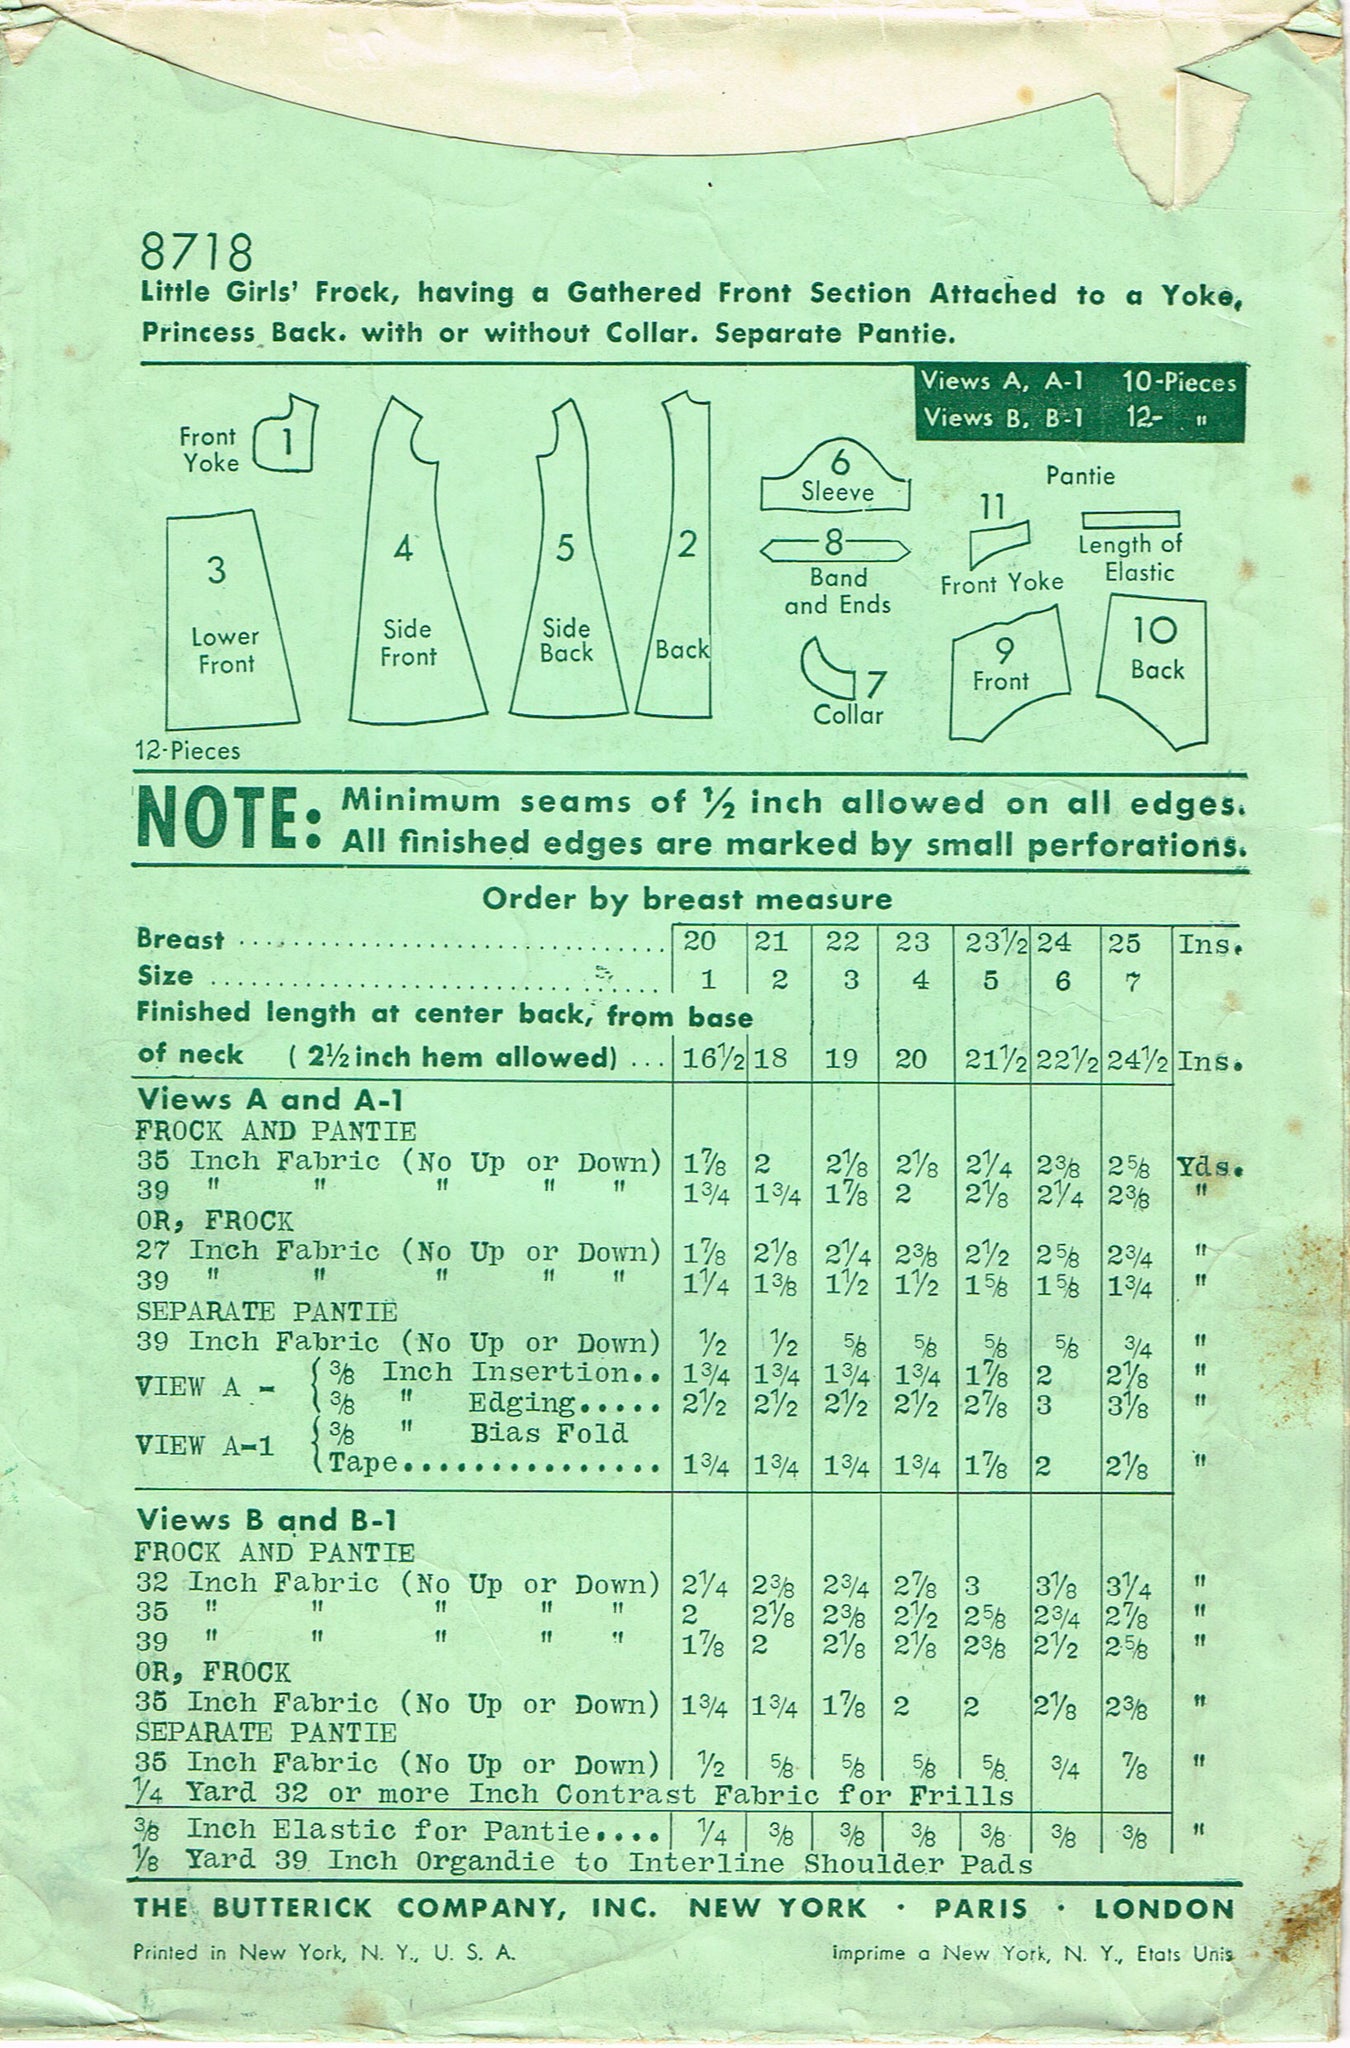 8718
Little Girls' Frock, having a Gathered Front Section Attached to a Yoke,
Princess Back. with or without Collar. Separate Pantie.
Views A, A-1 10-Pieces
Views B, B-1 12- "
Front
Yoke
1
3
Lower
Front
4
Side
Front
5
Side
Back
2
Back
6
Sleeve
8
Band
and Ends
7
Collar
Pantie
11
Front Yoke
Length of
Elastic
9
Front
10
Back
12-Pieces
NOTE: Minimum seams of ½ inch allowed on all edges.
All finished edges are marked by small perforations.
Order by breast measure
Breast 20 21 22 23 23½ 24 25 Ins.
Size 1 2 3 4 5 6 7
Finished length at center back, from base
of neck (2½ inch hem allowed) ... 16½ 18 19 20 21½ 22½ 24½ Ins.
Views A and A-1
FROCK AND PANTIE
35 Inch Fabric (No Up or Down) 1⅞ 2 2⅛ 2⅛ 2¼ 2⅜ 2⅝ Yds.
39 " " " " " 1¾ 1¾ 1⅞ 2 2⅛ 2¼ 2⅜ "
OR, FROCK
27 Inch Fabric (No Up or Down) 1⅞ 2⅛ 2¼ 2⅜ 2½ 2⅝ 2¾ "
39 " " " " " 1¼ 1⅜ 1½ 1½ 1⅝ 1⅝ 1¾ "
SEPARATE PANTIE
39 Inch Fabric (No Up or Down) ½ ½ ⅝ ⅝ ⅝ ⅝ ¾ "
VIEW A - ⅜ Inch Insertion.. 1¾ 1¾ 1¾ 1¾ 1⅞ 2 2⅛ "
⅜ " Edging..... 2½ 2½ 2½ 2½ 2⅞ 3 3⅛ "
VIEW A-1 ⅜ " Bias Fold
Tape............... 1¾ 1¾ 1¾ 1¾ 1⅞ 2 2⅛ "
Views B and B-1
FROCK AND PANTIE
32 Inch Fabric (No Up or Down) 2¼ 2⅜ 2¾ 2⅞ 3 3⅛ 3¼ "
35 " " " " " 2 2⅛ 2⅜ 2½ 2⅝ 2¾ 2⅞ "
39 " " " " " 1⅞ 2 2⅛ 2⅛ 2⅜ 2½ 2⅝ "
OR, FROCK
35 Inch Fabric (No Up or Down) 1¾ 1¾ 1⅞ 2 2 2⅛ 2⅜ "
SEPARATE PANTIE
35 Inch Fabric (No Up or Down) ½ ⅝ ⅝ ⅝ ⅝ ¾ ⅞ "
¼ Yard 32 or more Inch Contrast Fabric for Frills
⅜ Inch Elastic for Pantie.... ¼ ⅜ ⅜ ⅜ ⅜ ⅜ ⅜ "
⅛ Yard 39 Inch Organdie to Interline Shoulder Pads
THE BUTTERICK COMPANY, INC. NEW YORK · PARIS · LONDON
Printed in New York, N. Y., U. S. A. Imprime a New York, N. Y., Etats Unis